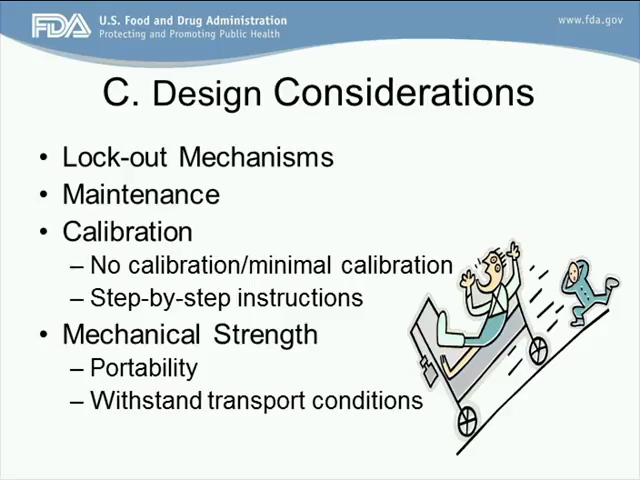 FDA
U.S. Food and Drug Administration
Protecting and Promoting Public Health
www.fda.gov
C. Design Considerations
• Lock-out Mechanisms
• Maintenance
• Calibration
– No calibration/minimal calibration
– Step-by-step instructions
• Mechanical Strength
– Portability
– Withstand transport conditions